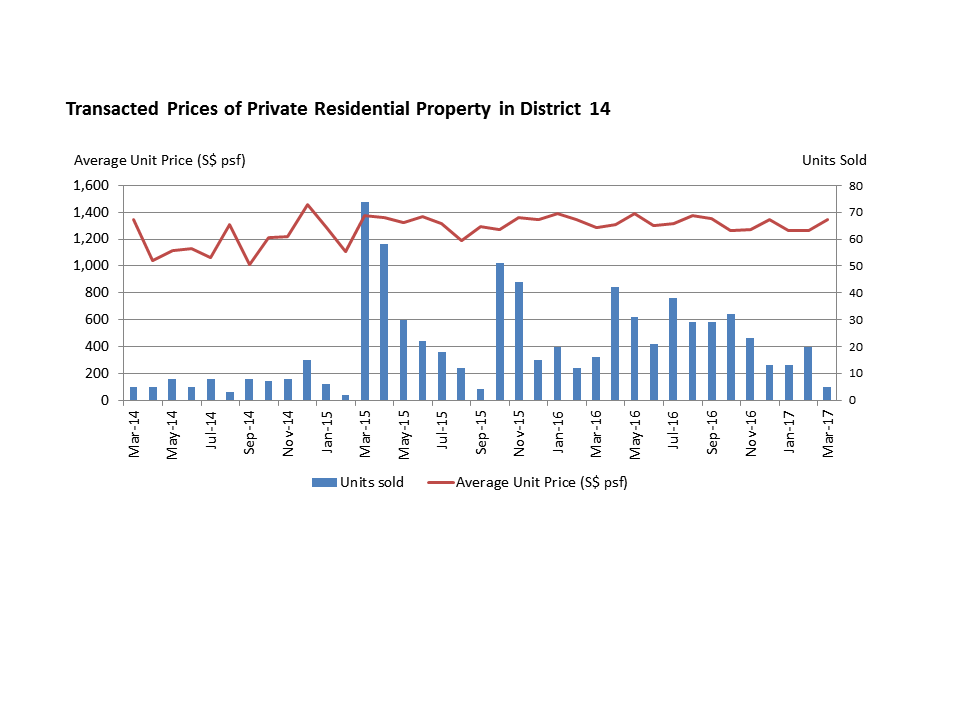 Transacted Prices of Private Residential Property in District 14
Average Unit Price (S$ psf)
Units Sold
1,600
1,400
1,200
1,000
800
600
400
200
0
80
70
60
50
40
30
20
10
0
Mar-14
May-14
Jul-14
Sep-14
Nov-14
Jan-15
Mar-15
May-15
Jul-15
Sep-15
Nov-15
Jan-16
Mar-16
May-16
Jul-16
Sep-16
Nov-16
Jan-17
Mar-17
Units sold
Average Unit Price (S$ psf)